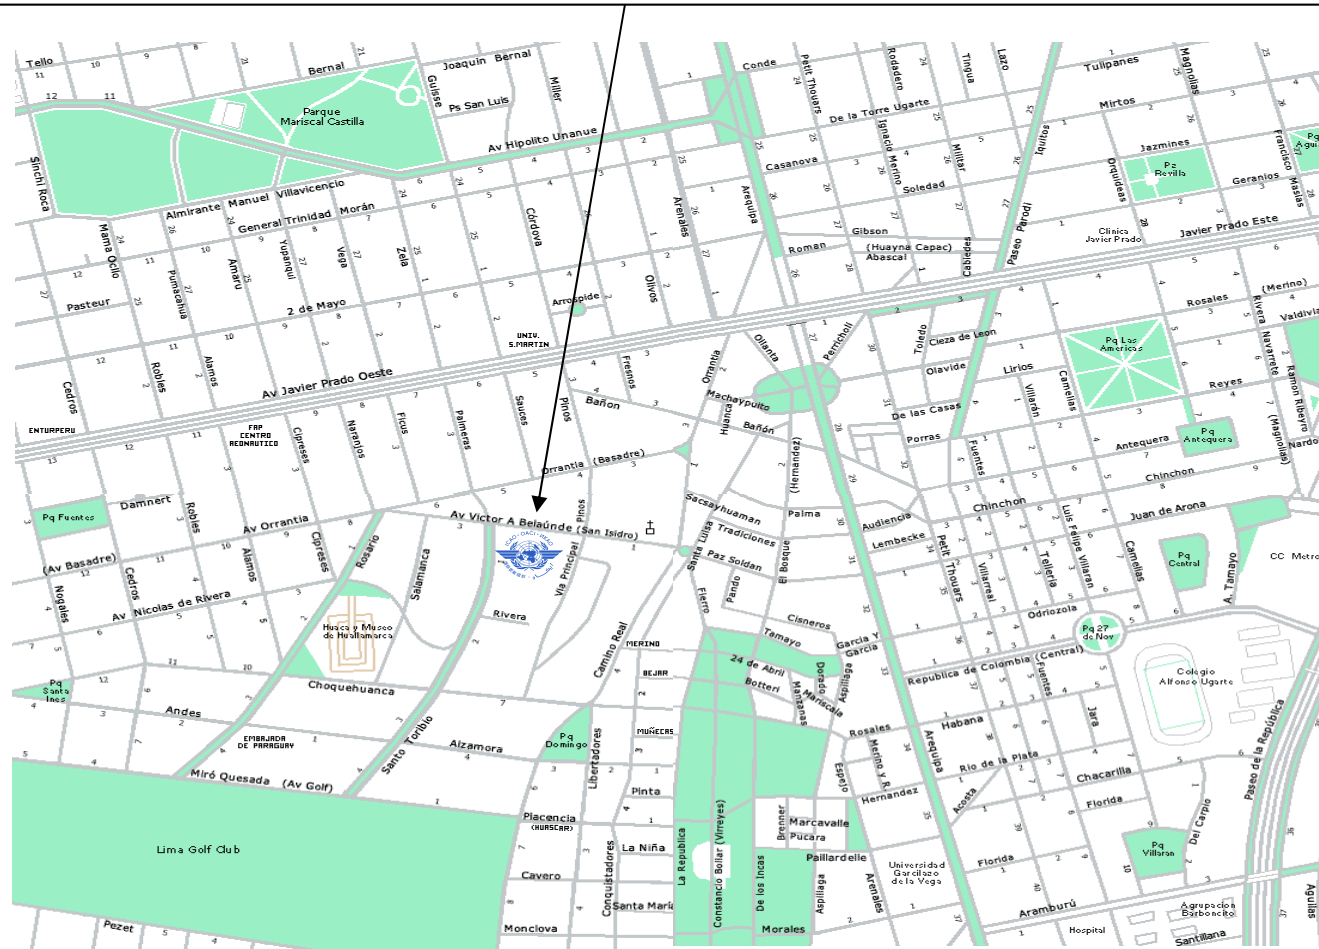 Tello
Bernal
Joaquin Bernal
Guisse
Miller
Ps San Luis
Parque
Mariscal Castilla
Av Hipolito Unanue
Conde
Petit Thouars
Rodadero
Tingua
Lazo
Tulipanes
Magnolias
De la Torre Ugarte
Mirtos
Iquitos
Casanova
Ignacio Merino
Militar
Soledad
Jazmines
Orquideas
Pz
Revilla
Geranios
Francisco Masias
Sinchi Roca
Almirante Manuel Villavicencio
General Trinidad Morán
Mama Ocllo
Pumacahua
Amaru
Yupanqui
Vega
Zela
Córdova
Arenales
Arequipa
Gibson
Roman
(Huayna Capac)
Abascal
Cabledes
Paseo Parodi
Clinica
Javier Prado
Javier Prado Este
Pasteur
2 de Mayo
Arrospide
Olivos
UNIV.
S.MARTIN
Rosales
(Merino)
Valdivia
Rivera Navarrete
Ollanta
Perricholi
Toledo
Cieza de Leon
Olavide
Lirios
Pq Las
Americas
Cedros
Robles
Alamos
Av Javier Prado Oeste
Fresnos
Orrantia
Machaypuito
Huanca
Villarán
Camelias
Reyes
Ramon Ribeyro
(Magnolias)
ENTURPERU
FAP
CENTRO
AERONAUTICO
Cipreses
Naranjos
Ficus
Palmeras
Sauces
Pinos
Bañon
Bañón
(Hernandez)
De las Casas
Porras
Fuentes
Antequera
Pq
Antequera
Nardo
Orrantia (Basadre)
Chinchon
Chinchon
Pq Fuentes
Damnert
Robles
Av Orrantia
Av Victor A Belaúnde (San Isidro)
Pinos
Sacsayhuaman
Tradiciones
Palma
Audiencia
Lembecke
Juan de Arona
(Av Basadre)
Cedros
Nogales
Alamos
Cipreses
Rosario
Salamanca
Via Principal
Santa Luisa
Paz Soldan
El Bosque
Pando
Petit Thouars
Villarreal
Telleria
Luis Felipe Villaran
Camelias
Pq
Central
A. Tamayo
CC Metro
Av Nicolas de Rivera
Huaca y Museo
de Huallamarca
Rivera
Fierro
Camino Real
MERINO
Cisneros
Tamayo
Garcia Y
Garcia
Odriozola
Pq 27
de Nov
Republica de Colombia (Central)
Pq
Santa
Ines
Choquehuanca
BEJAR
24 de Abril
Botteri
Manzanas
Dorado
Mariscala
Aspillaga
Fuentes
Colegio
Alfonso Ugarte
Andes
EMBAJADA
DE PARAGUAY
Santo Toribio
Alzamora
Pq
Domingo
Libertadores
MUÑECAS
Rosales
Merino y R.
Espejo
Arequipa
Habana
Jara
Rio de la Plata
Paseo de la República
Miró Quesada (Av Golf)
Pinta
Hernandez
Acosta
Chacarilla
Florida
Del Carpio
Placencia
(HUASCAR)
Brenner
Marcavalle
Pucara
Lima Golf Club
La Niña
La Republica
Constancio Bollar (Virreyes)
Paillardelle
Universidad
Garcilazo
de la Vega
Florida
Pq
Villaran
Cavero
Conquistadores
Santa Maria
De los Incas
Aspillaga
Arenales
Aramburú
Agrupacion
Barboncito
Aguilas
Pezet
Monclova
Morales
Hospital
Santillana